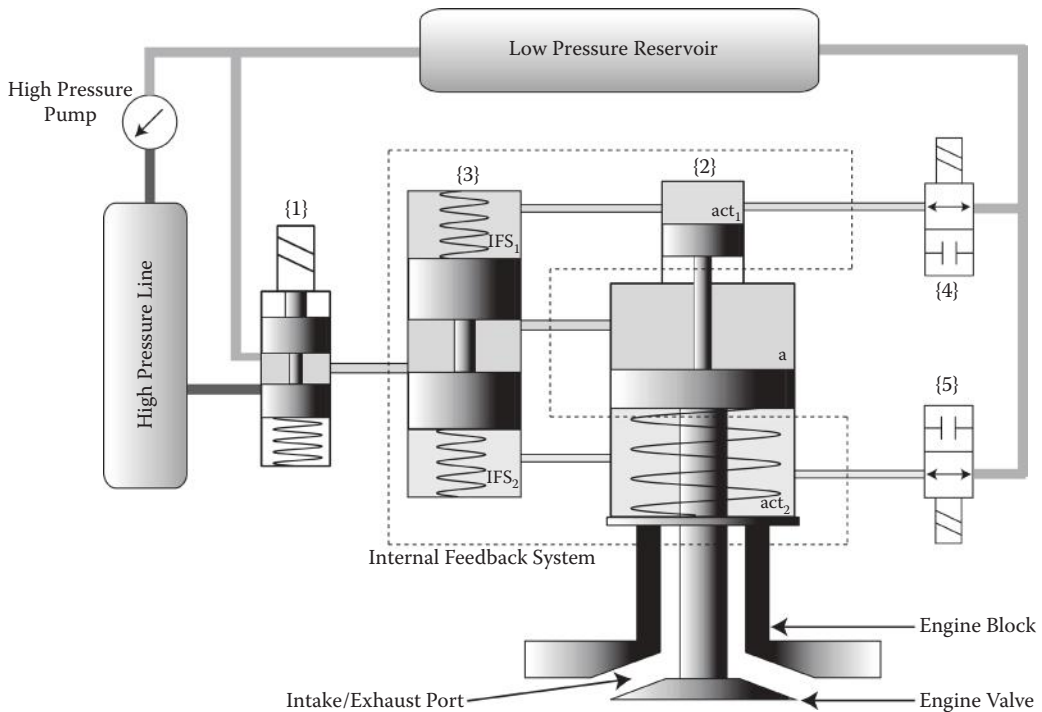 Low Pressure Reservoir
High Pressure
Pump
{1}
{3}
{2}
{4}
{5}
High Pressure Line
IFS1
act1
a
IFS2
act2
Internal Feedback System
Engine Block
Intake/Exhaust Port
Engine Valve